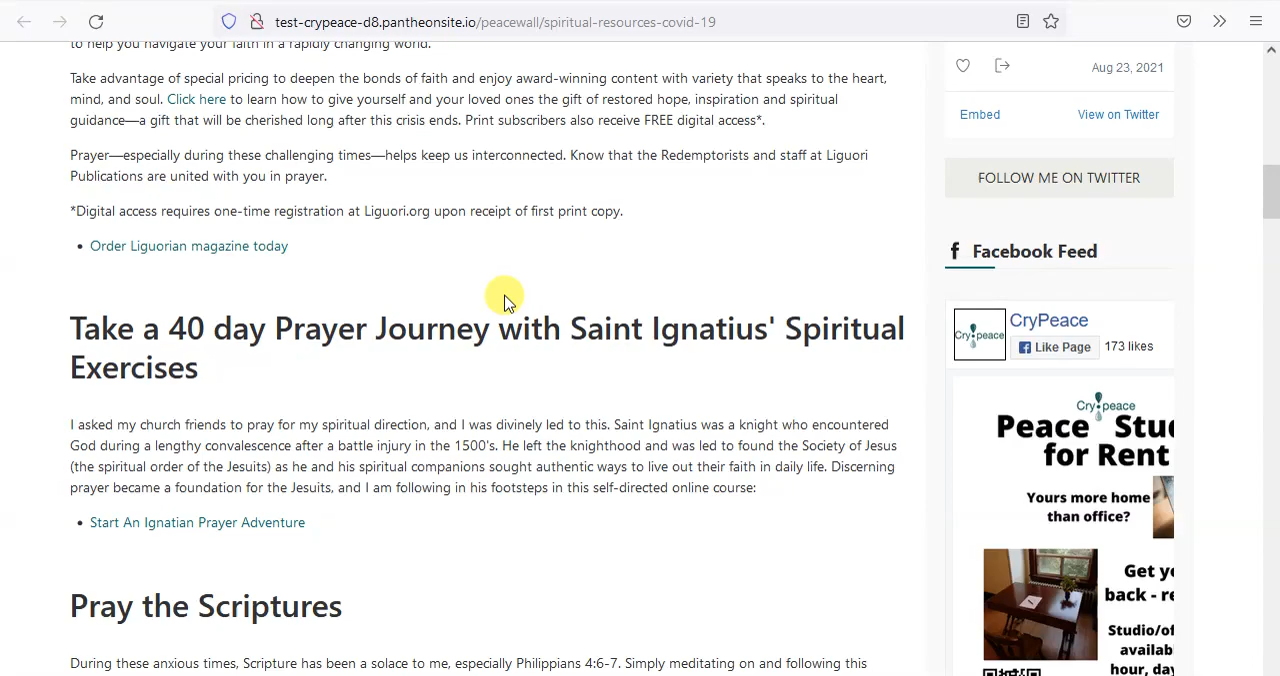 test-crypeace-d8.pantheonsite.io/peacewall/spiritual-resources-covid-19
to help you navigate your faith in a rapidly changing world.
Take advantage of special pricing to deepen the bonds of faith and enjoy award-winning content with variety that speaks to the heart,
mind, and soul. Click here to learn how to give yourself and your loved ones the gift of restored hope, inspiration and spiritual
guidance—a gift that will be cherished long after this crisis ends. Print subscribers also receive FREE digital access*.
Prayer—especially during these challenging times—helps keep us interconnected. Know that the Redemptorists and staff at Liguori
Publications are united with you in prayer.
*Digital access requires one-time registration at Liguori.org upon receipt of first print copy.
• Order Liguorian magazine today
Take a 40 day Prayer Journey with Saint Ignatius' Spiritual
Exercises
I asked my church friends to pray for my spiritual direction, and I was divinely led to this. Saint Ignatius was a knight who encountered
God during a lengthy convalescence after a battle injury in the 1500's. He left the knighthood and was led to found the Society of Jesus
(the spiritual order of the Jesuits) as he and his spiritual companions sought authentic ways to live out their faith in daily life. Discerning
prayer became a foundation for the Jesuits, and I am following in his footsteps in this self-directed online course:
• Start An Ignatian Prayer Adventure
Pray the Scriptures
During these anxious times, Scripture has been a solace to me, especially Philippians 4:6-7. Simply meditating on and following this
Aug 23, 2021
Embed
View on Twitter
FOLLOW ME ON TWITTER
Facebook Feed
Cry peace
CryPeace
Like Page
173 likes
Cry peace
Peace Stu
for Rent
Yours more home
than office?
Get yo
back - re
Studio/of
availab
hour, day